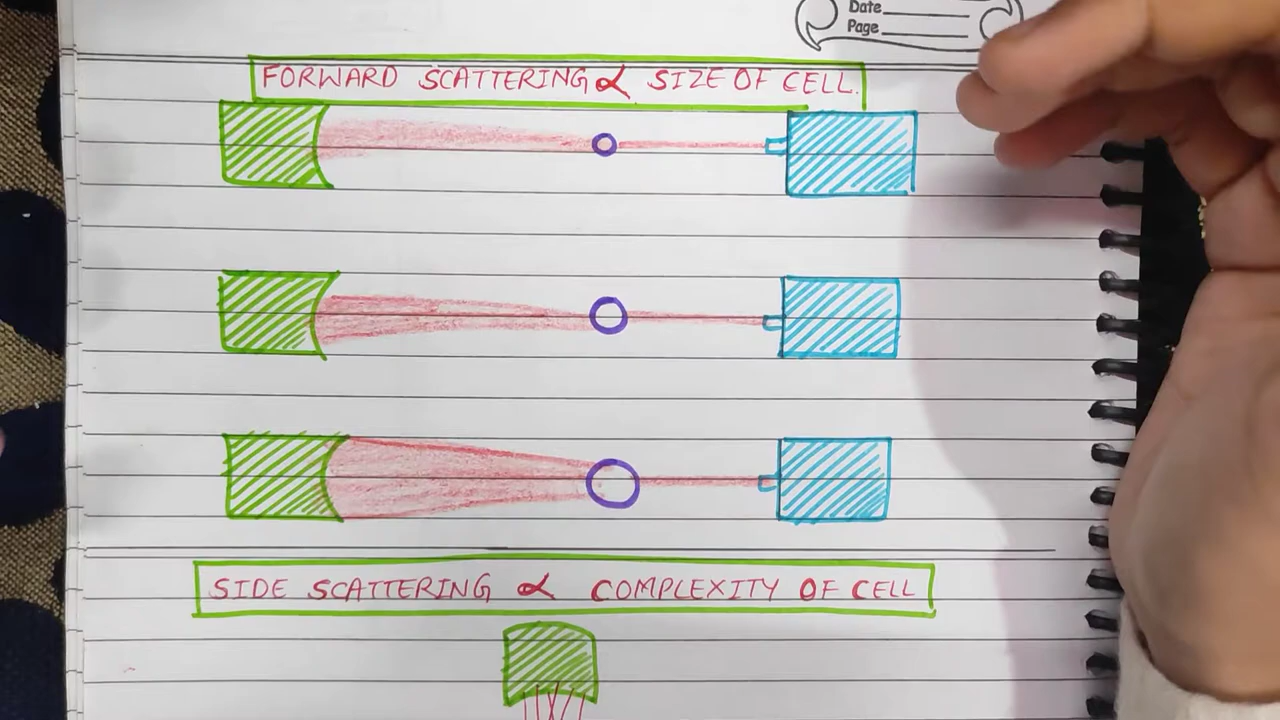 Date
Page
FORWARD SCATTERING ∝ SIZE OF CELL.
SIDE SCATTERING ∝ COMPLEXITY OF CELL